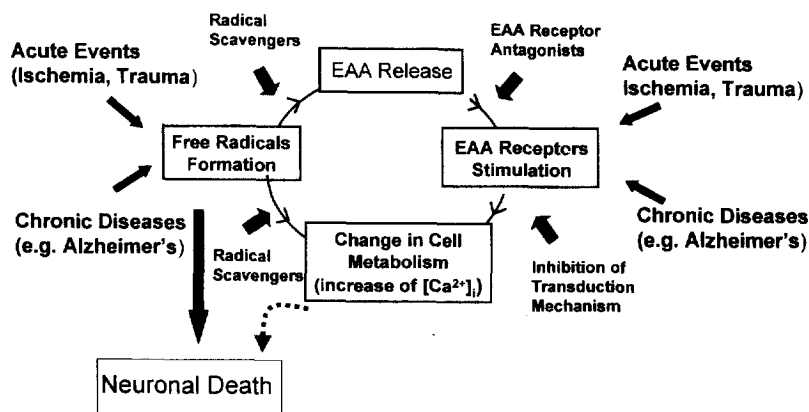 Radical
Scavengers
EAA Receptor
Antagonists
Acute Events
(Ischemia, Trauma)
EAA Release
Acute Events
Ischemia, Trauma)
Free Radicals
Formation
EAA Receptors
Stimulation
Chronic Diseases
(e.g. Alzheimer's)
Radical
Scavengers
Change in Cell
Metabolism
(increase of [Ca²⁺]ᵢ)
Chronic Diseases
(e.g. Alzheimer's)
Inhibition of
Transduction
Mechanism
Neuronal Death